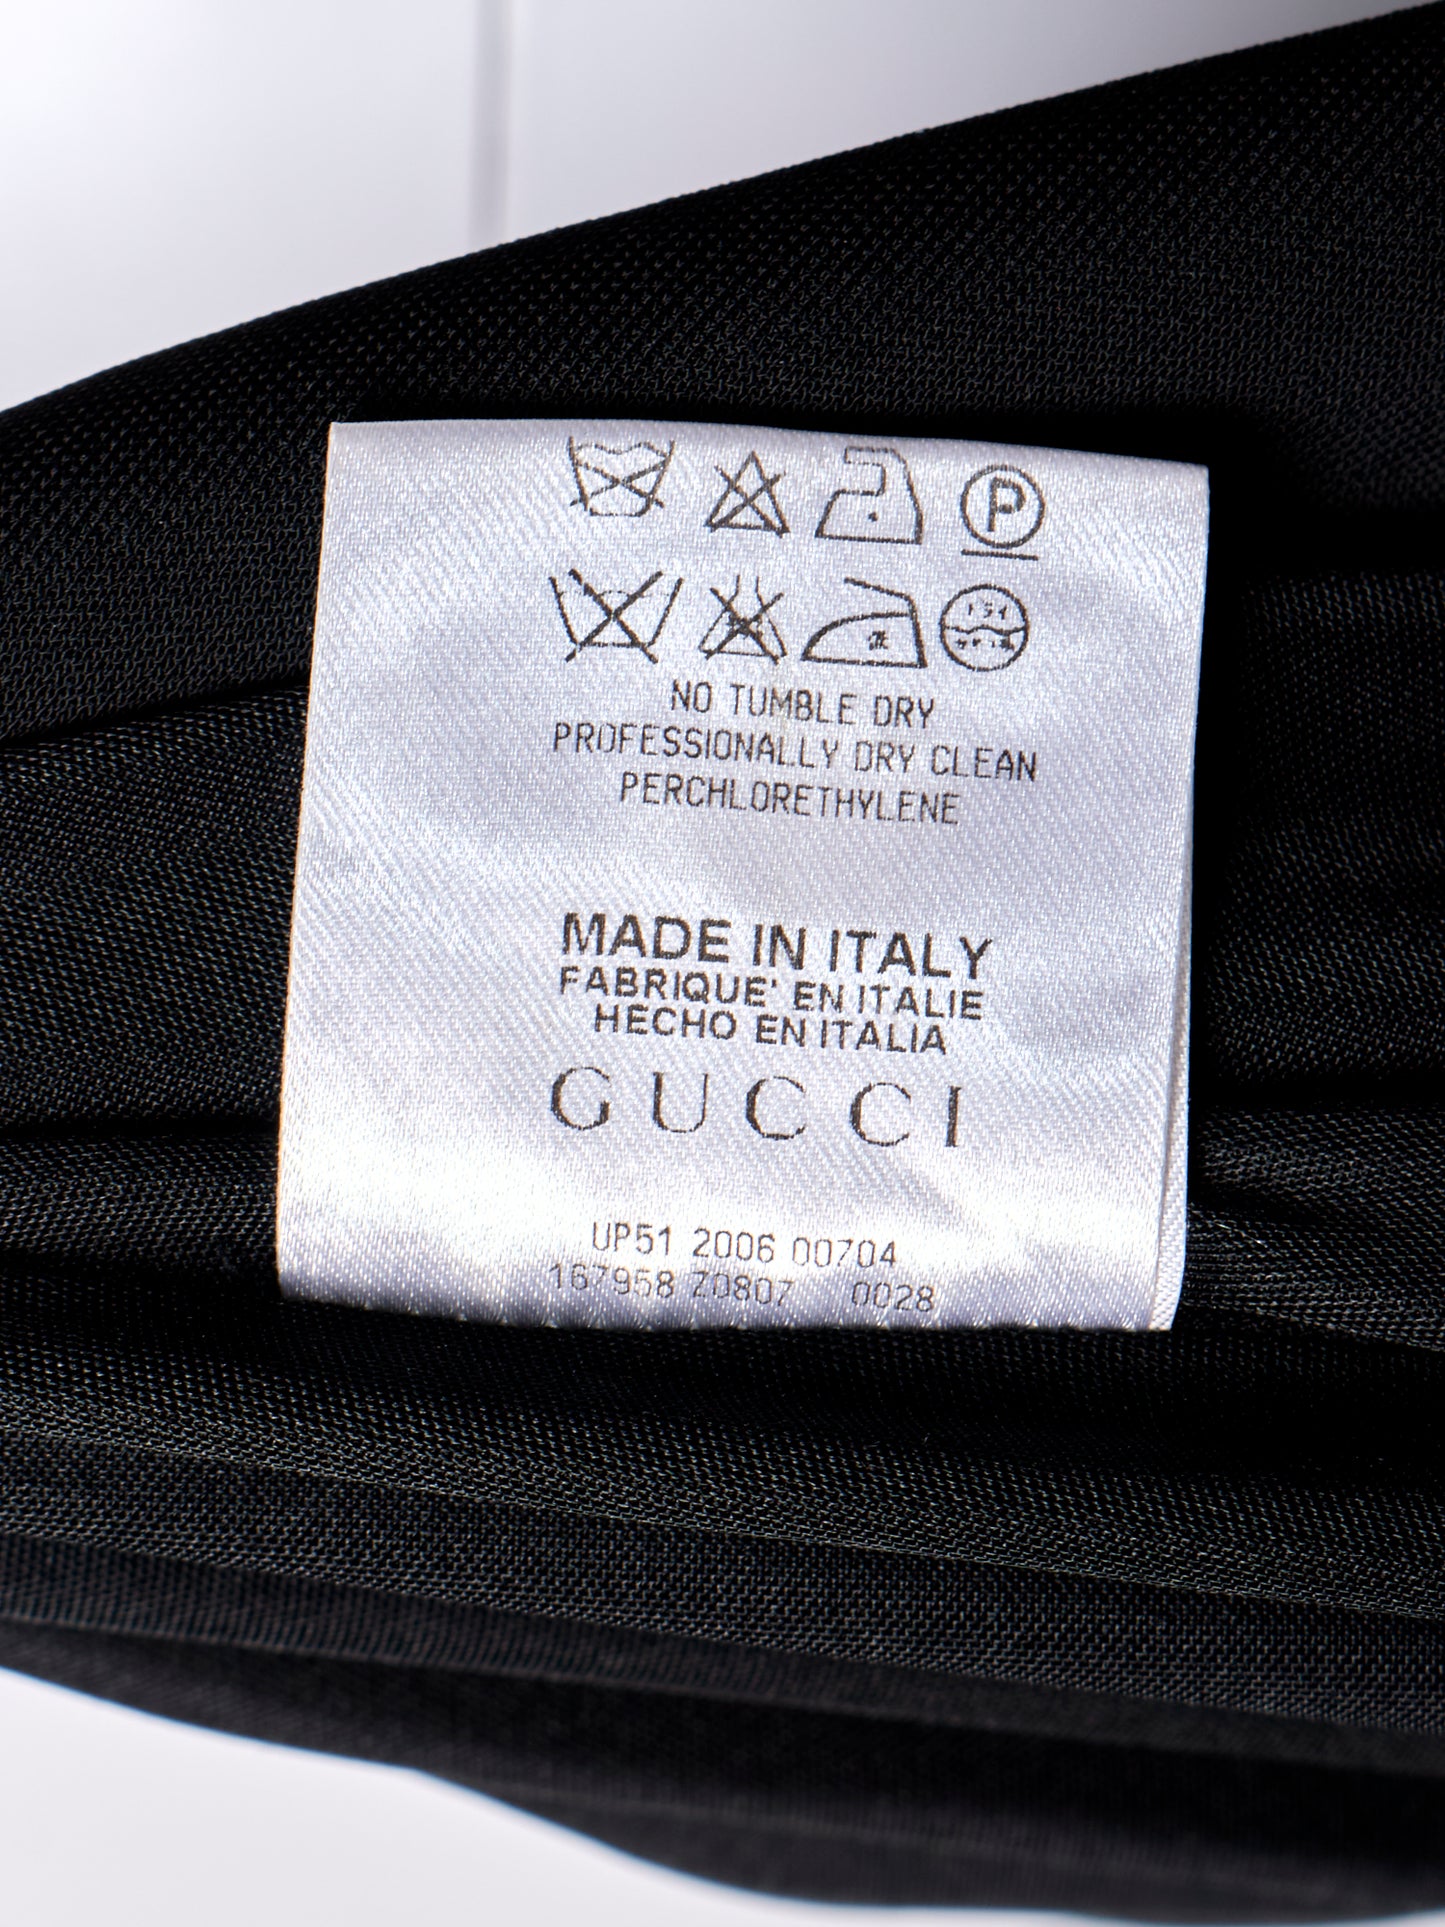 P
NO TUMBLE DRY
PROFESSIONALLY DRY CLEAN
PERCHLORETHYLENE
MADE IN ITALY
FABRIQUE' EN ITALIE
HECHO EN ITALIA
GUCCI
UP51 2006 00704
167958 Z0807 0028